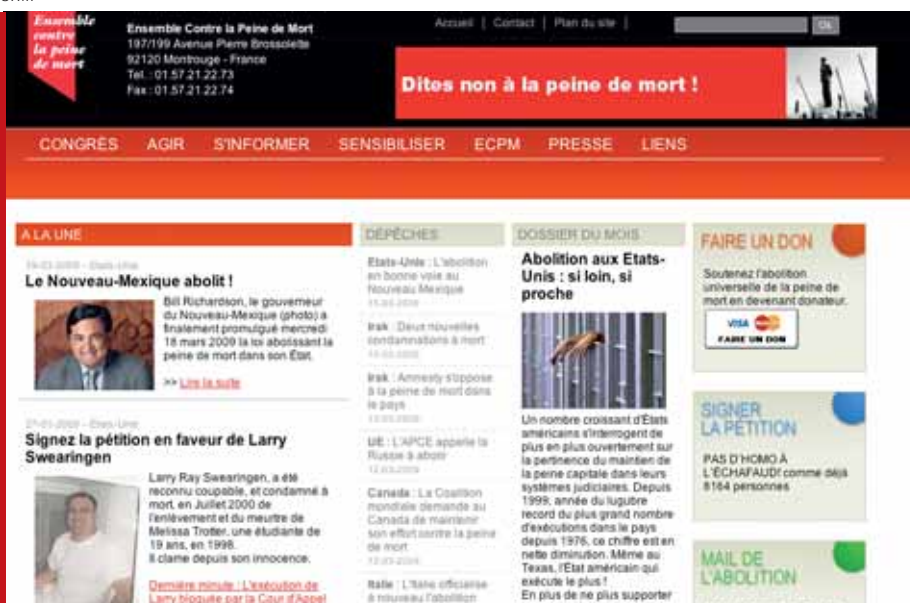 Ensemble
contre
la peine
de mort
Ensemble Contre la Peine de Mort
197/199 Avenue Pierre Brossolette
92120 Montrouge - France
Tel. : 01.57.21.22.73
Fax : 01.57.21.22.74
Accueil | Contact | Plan du site |
Ok
Dites non à la peine de mort !
CONGRÈS AGIR S'INFORMER SENSIBILISER ECPM PRESSE LIENS
A LA UNE
Etats-Unis
Le Nouveau-Mexique abolit !
Bill Richardson, le gouverneur
du Nouveau-Mexique (photo) a
finalement promulgué mercredi
18 mars 2009 la loi abolissant la
peine de mort dans son État.
>> Lire la suite
Etats-Unis
Signez la pétition en faveur de Larry
Swearingen
Larry Ray Swearingen, a été
reconnu coupable, et condamné à
mort, en Juillet 2000 de
l'enlèvement et du meurtre de
Melissa Trotter, une étudiante de
19 ans, en 1998.
Il clame depuis son innocence.
Dernière minute : L'exécution de
Larry bloquée par la Cour d'Appel
DÉPÊCHES
Etats-Unis : L'abolition
en bonne voie au
Nouveau Mexique
Irak : Deux nouvelles
condamnations à mort
Irak : Amnesty s'oppose
à la peine de mort dans
le pays
UE : L'APCE appelle la
Russie à abolir
Canada : La Coalition
mondiale demande au
Canada de maintenir
son effort contre la peine
de mort
Italie : L'Italie officialise
à nouveau l'abolition
DOSSIER DU MOIS
Abolition aux Etats-
Unis : si loin, si
proche
Un nombre croissant d'États
américains s'interrogent de
plus en plus ouvertement sur
la pertinence du maintien de
la peine capitale dans leurs
systèmes judiciaires. Depuis
1999, année du lugubre
record du plus grand nombre
d'exécutions dans le pays
depuis 1976, ce chiffre est en
nette diminution. Même au
Texas, l'État américain qui
exécute le plus !
En plus de ne plus supporter
FAIRE UN DON
Soutenez l'abolition
universelle de la peine de
mort en devenant donateur.
VISA
FAIRE UN DON
SIGNER
LA PÉTITION
PAS D'HOMO À
L'ÉCHAFAUD! comme déjà
8164 personnes
MAIL DE
L'ABOLITION